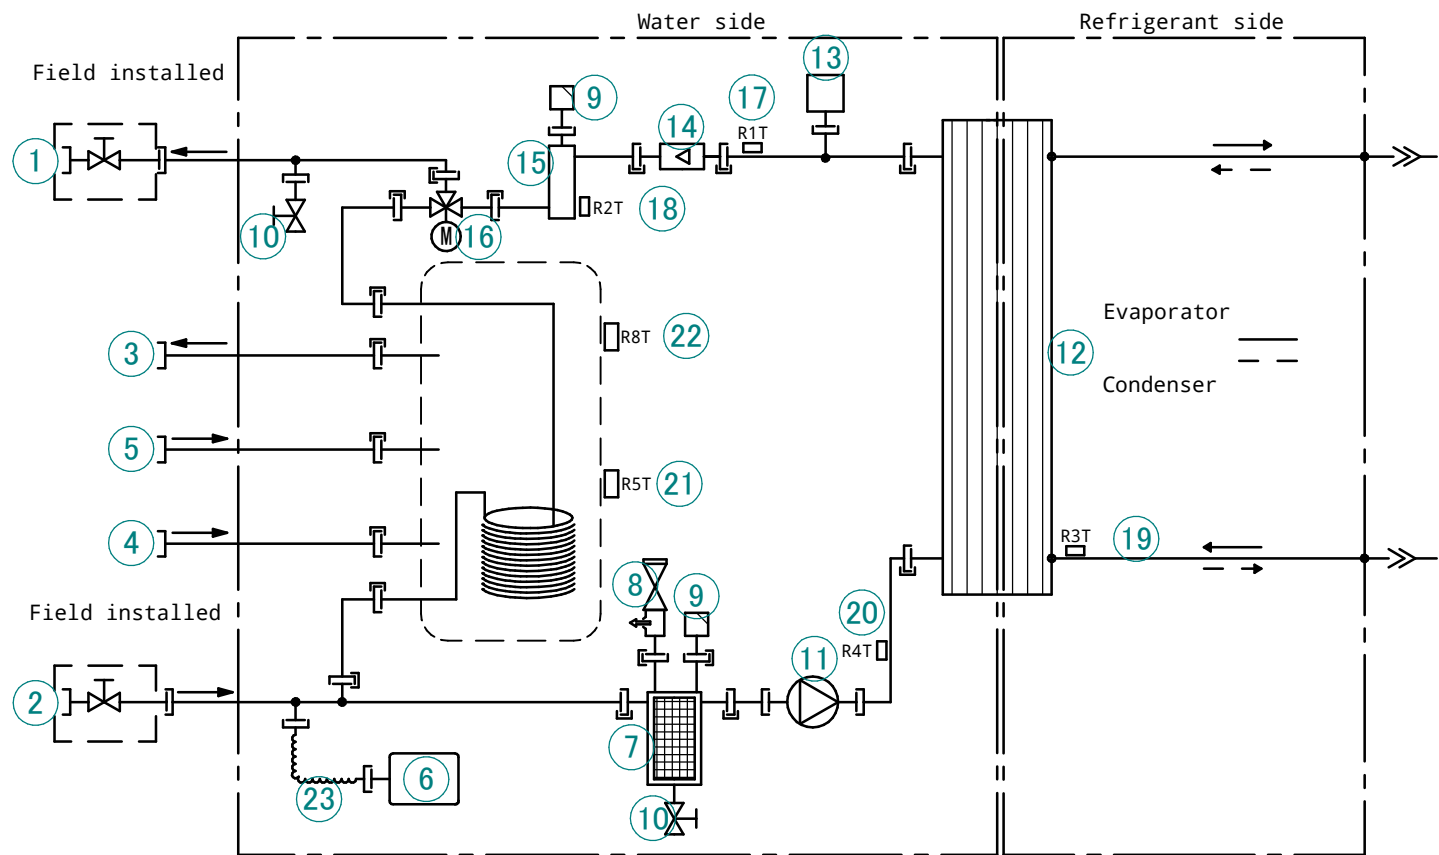 Water side
Refrigerant side
Field installed
13
9
17
14
R1T
1
15
R2T
18
10
M
16
3
R8T
22
12
Evaporator
Condenser
5
R5T
21
4
R3T
19
Field installed
8
9
20
R4T
11
2
7
6
23
10